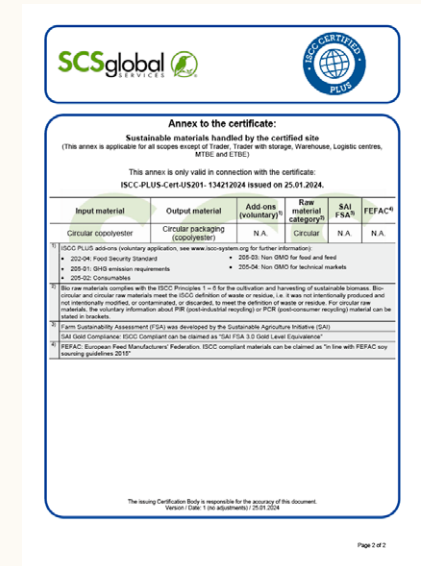 SCSglobal
SERVICES
ISCC CERTIFIED
PLUS
Annex to the certificate:
Sustainable materials handled by the certified site
(This annex is applicable for all scopes except of Trader, Trader with storage, Warehouse, Logistic centres,
MTBE and ETBE)
This annex is only valid in connection with the certificate:
ISCC-PLUS-Cert-US201- 134212024 issued on 25.01.2024.
Input material Output material Add-ons (voluntary)1) Raw material category2) SAI FSA3) FEFAC4)
Circular copolyester Circular packaging (copolyester) N.A. Circular N.A. N.A.
1) ISCC PLUS add-ons (voluntary application, see www.iscc-system.org for further information):
• 202-04: Food Security Standard
• 205-01: GHG emission requirements
• 205-02: Consumables
• 205-03: Non GMO for food and feed
• 205-04: Non GMO for technical markets
2) Bio raw materials complies with the ISCC Principles 1 – 6 for the cultivation and harvesting of sustainable biomass. Bio-
circular and circular raw materials meet the ISCC definition of waste or residue, i.e. it was not intentionally produced and
not intentionally modified, or contaminated, or discarded, to meet the definition of waste or residue. For circular raw
materials, the voluntary information about PIR (post-industrial recycling) or PCR (post-consumer recycling) material can be
stated in brackets.
3) Farm Sustainability Assessment (FSA) was developed by the Sustainable Agriculture Initiative (SAI)
SAI Gold Compliance: ISCC Compliant can be claimed as "SAI FSA 3.0 Gold Level Equivalence"
4) FEFAC: European Feed Manufacturers' Federation. ISCC compliant materials can be claimed as "in line with FEFAC soy
sourcing guidelines 2015"
The issuing Certification Body is responsible for the accuracy of this document.
Version / Date: 1 (no adjustments) / 25.01.2024
Page 2 of 2